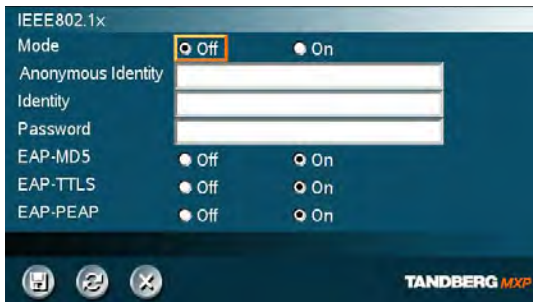 IEEE802.1x
Mode Off On
Anonymous Identity
Identity
Password
EAP-MD5 Off On
EAP-TTLS Off On
EAP-PEAP Off On
TANDBERG MXP